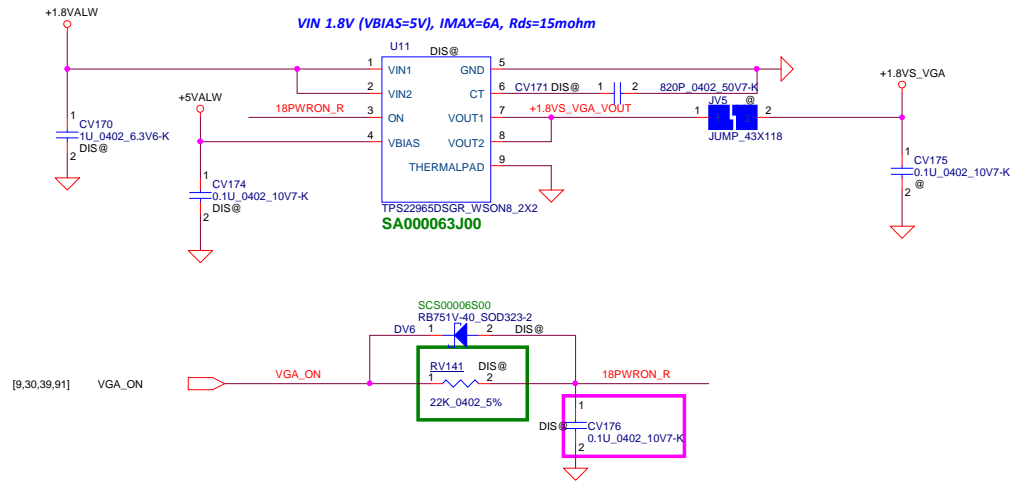 +1.8VALW
VIN 1.8V (VBIAS=5V), IMAX=6A, Rds=15mohm
U11
DIS@
1
VIN1
GND
5
2
VIN2
CT
6
CV171
DIS@
1
2
820P_0402_50V7-K
+5VALW
18PWRON_R
3
ON
VOUT1
7
+1.8VS_VGA_VOUT
1
JV5
@
2
+1.8VS_VGA
JUMP_43X118
4
VBIAS
VOUT2
8
THERMALPAD
9
1
CV170
1U_0402_6.3V6-K
2
DIS@
1
CV174
0.1U_0402_10V7-K
DIS@
2
TPS22965DSGR_WSON8_2X2
SA000063J00
1
CV175
0.1U_0402_10V7-K
@
2
SCS00006S00
RB751V-40_SOD323-2
DV6
1
2
DIS@
[9,30,39,91]
VGA_ON
VGA_ON
RV141
DIS@
1
2
22K_0402_5%
18PWRON_R
1
DIS@
CV176
0.1U_0402_10V7-K
2